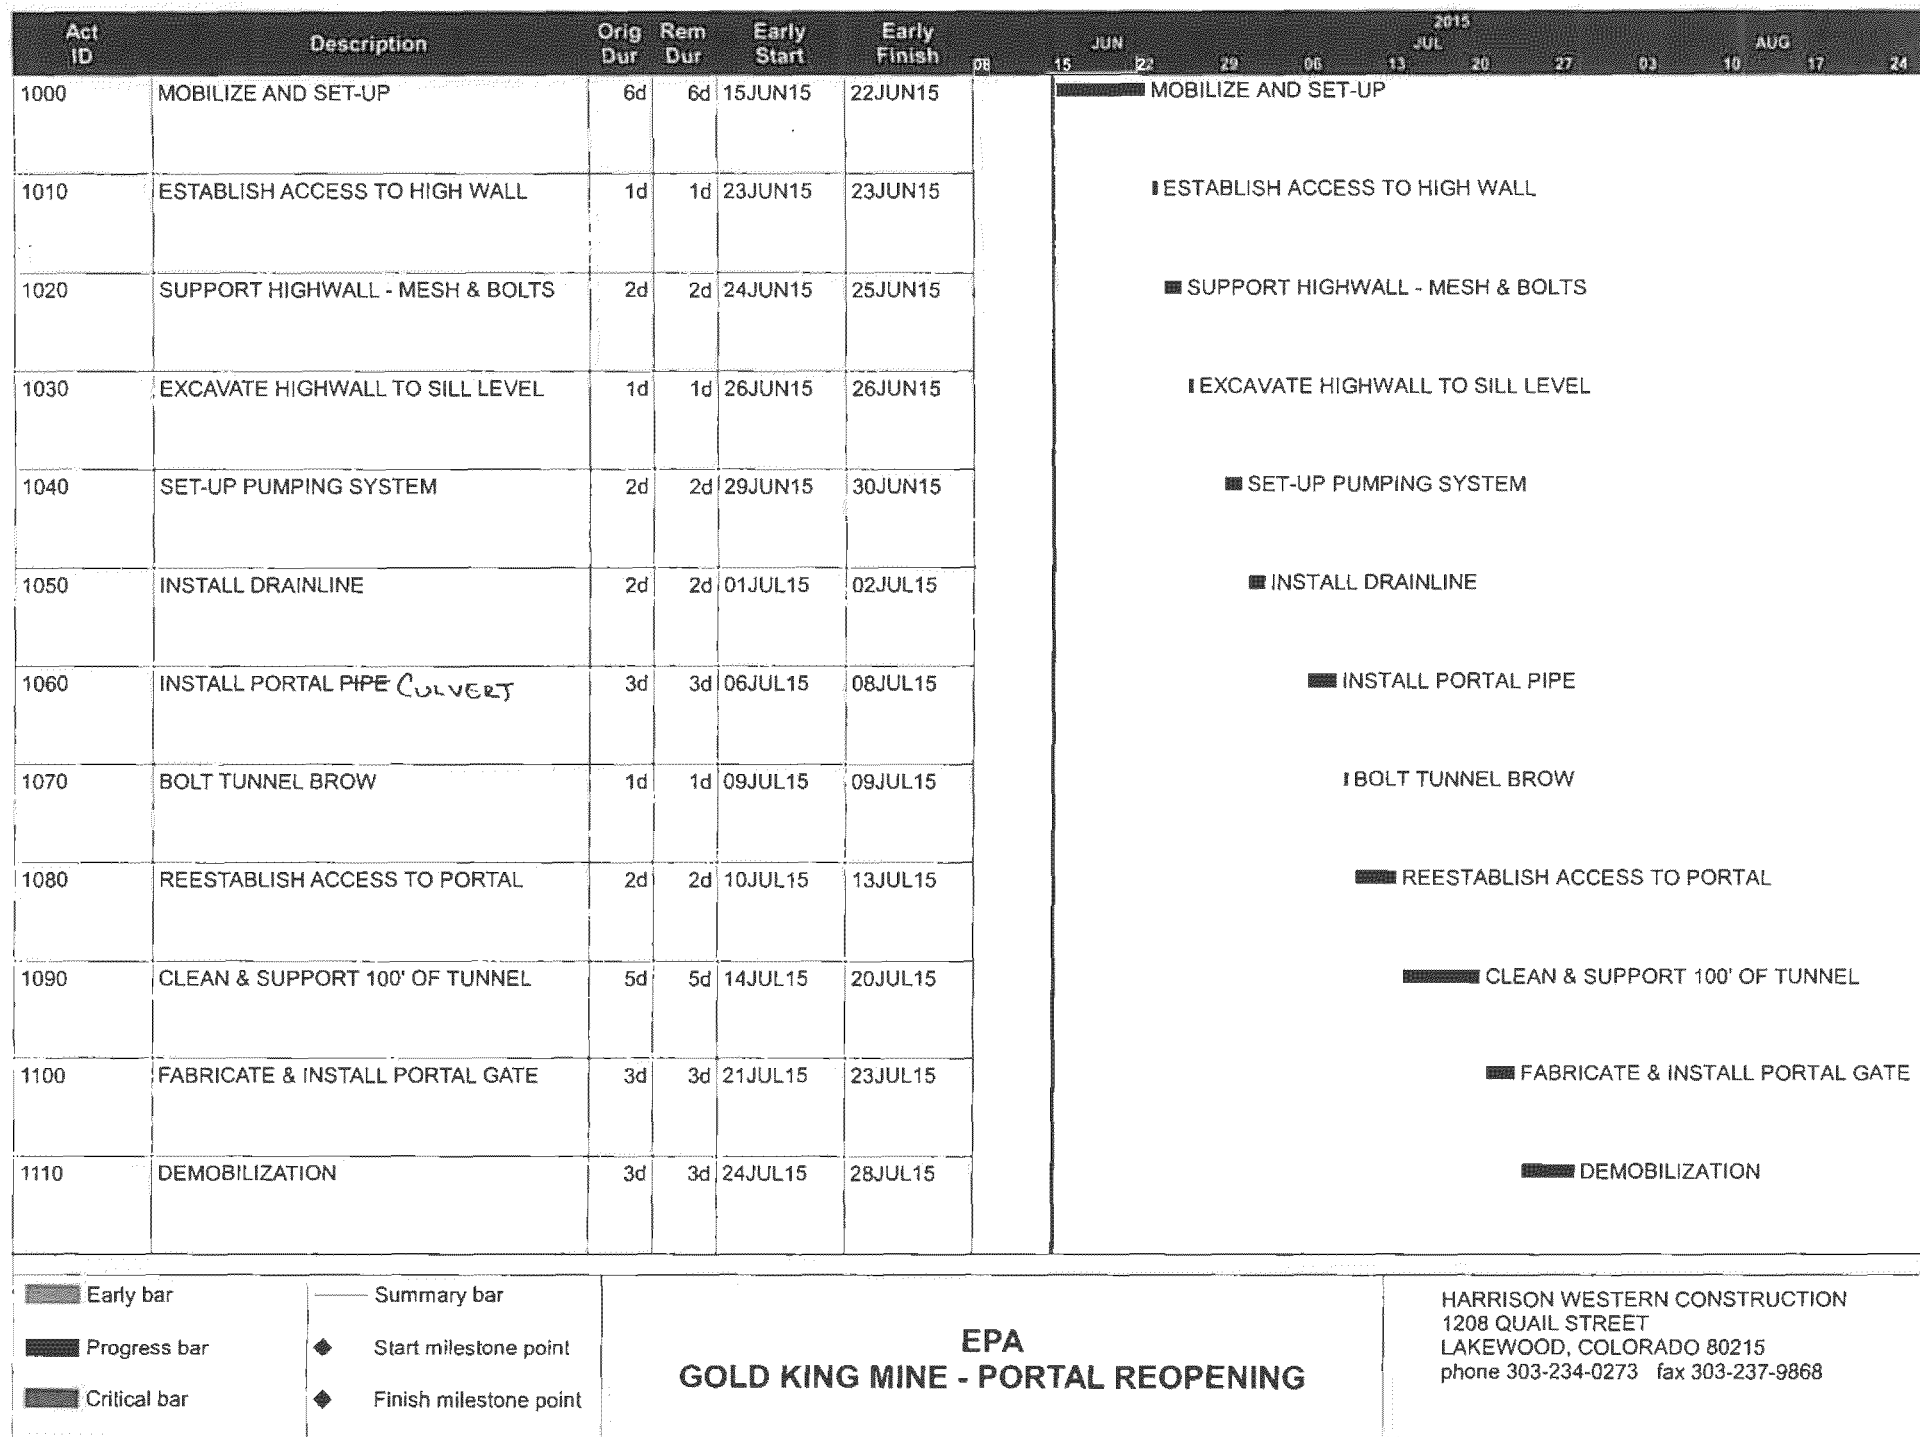 Act ID Description Orig Dur Rem Dur Early Start Early Finish
2015
JUN JUL AUG
08 15 22 29 06 13 20 27 03 10 17 24
1000 MOBILIZE AND SET-UP 6d 6d 15JUN15 22JUN15 MOBILIZE AND SET-UP
1010 ESTABLISH ACCESS TO HIGH WALL 1d 1d 23JUN15 23JUN15 ESTABLISH ACCESS TO HIGH WALL
1020 SUPPORT HIGHWALL - MESH & BOLTS 2d 2d 24JUN15 25JUN15 SUPPORT HIGHWALL - MESH & BOLTS
1030 EXCAVATE HIGHWALL TO SILL LEVEL 1d 1d 26JUN15 26JUN15 EXCAVATE HIGHWALL TO SILL LEVEL
1040 SET-UP PUMPING SYSTEM 2d 2d 29JUN15 30JUN15 SET-UP PUMPING SYSTEM
1050 INSTALL DRAINLINE 2d 2d 01JUL15 02JUL15 INSTALL DRAINLINE
1060 INSTALL PORTAL PIPE CULVERT 3d 3d 06JUL15 08JUL15 INSTALL PORTAL PIPE
1070 BOLT TUNNEL BROW 1d 1d 09JUL15 09JUL15 BOLT TUNNEL BROW
1080 REESTABLISH ACCESS TO PORTAL 2d 2d 10JUL15 13JUL15 REESTABLISH ACCESS TO PORTAL
1090 CLEAN & SUPPORT 100' OF TUNNEL 5d 5d 14JUL15 20JUL15 CLEAN & SUPPORT 100' OF TUNNEL
1100 FABRICATE & INSTALL PORTAL GATE 3d 3d 21JUL15 23JUL15 FABRICATE & INSTALL PORTAL GATE
1110 DEMOBILIZATION 3d 3d 24JUL15 28JUL15 DEMOBILIZATION
Early bar
Progress bar
Critical bar
Summary bar
Start milestone point
Finish milestone point
EPA
GOLD KING MINE - PORTAL REOPENING
HARRISON WESTERN CONSTRUCTION
1208 QUAIL STREET
LAKEWOOD, COLORADO 80215
phone 303-234-0273 fax 303-237-9868